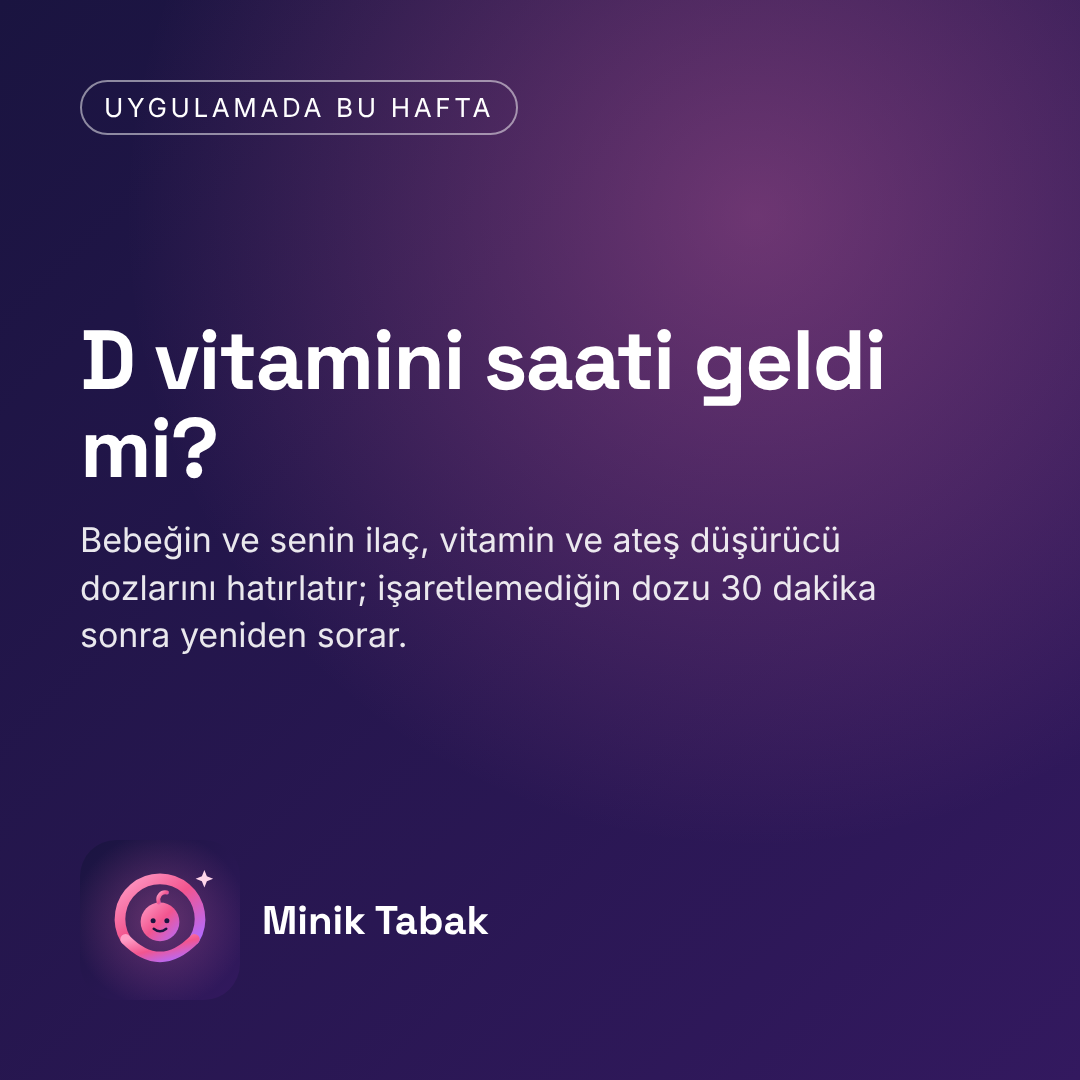 UYGULAMADA BU HAFTA
D vitamini saati geldi
mi?
Bebeğin ve senin ilaç, vitamin ve ateş düşürücü
dozlarını hatırlatır; işaretlemediğin dozu 30 dakika
sonra yeniden sorar.
Minik Tabak